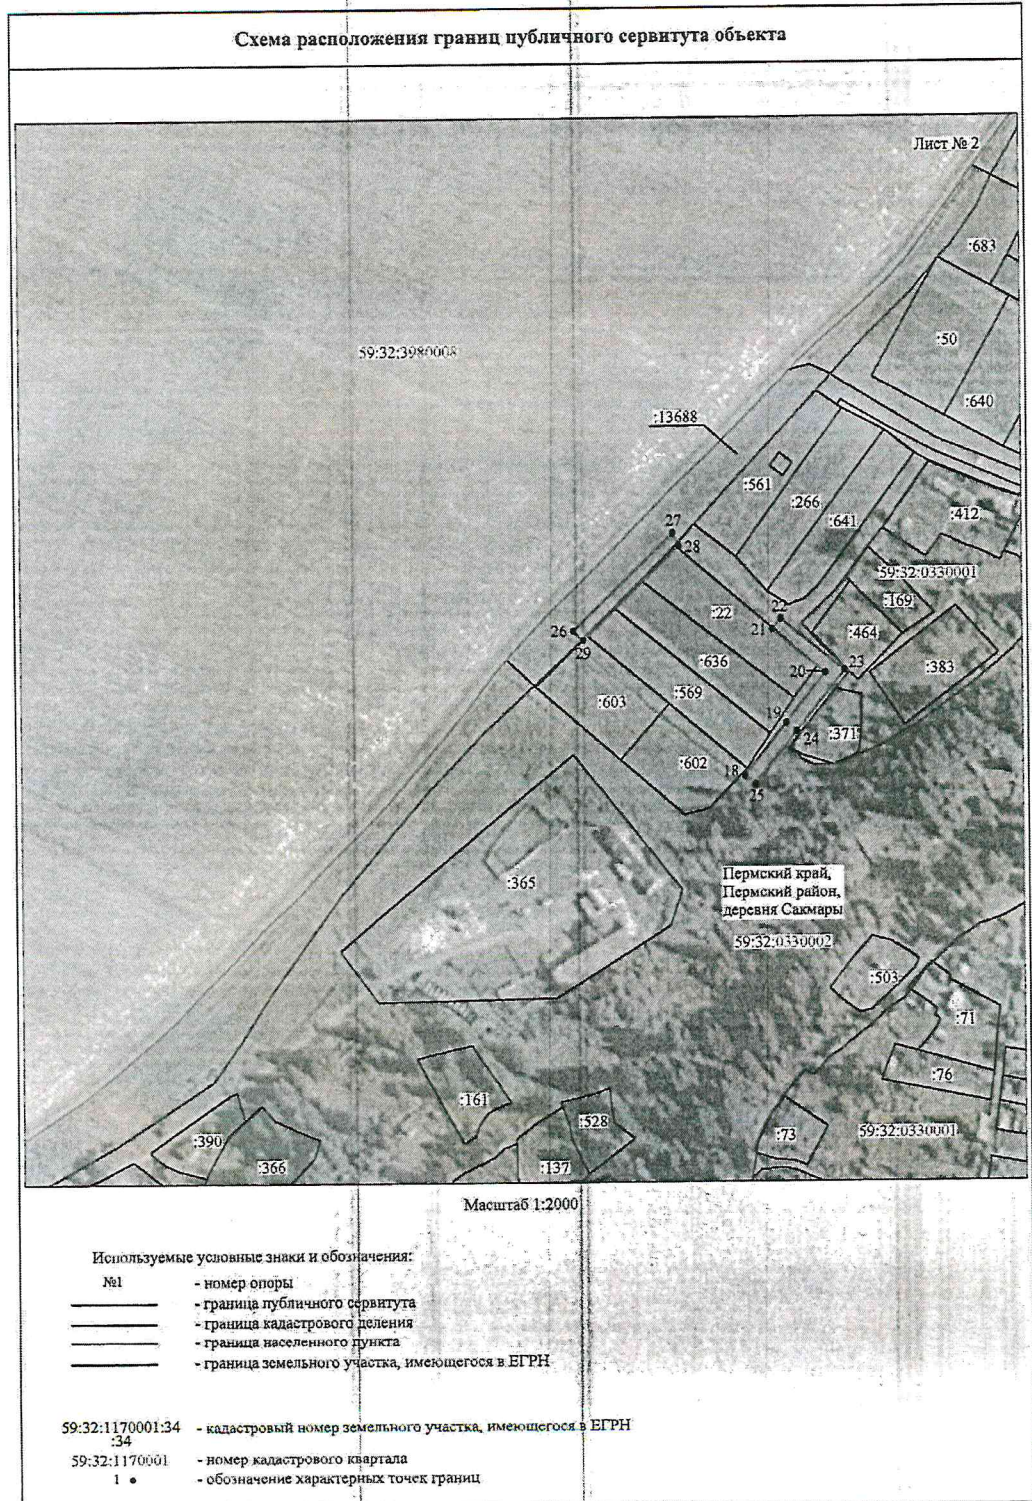 Схема расположения границ публичного сервитута объекта
Лист № 2
:683
59:32:3980008
:50
:640
:13688
:561
:266
:641
:412
27
28
59:32:0330001
:169
:22
22
21
26
29
:464
:636
20
23
:383
:603
:569
19
24
:371
:602
18
25
:365
Пермский край,
Пермский район,
деревня Сакмары
59:32:0330002
:503
:71
:76
:161
:528
:73
59:32:0330001
:390
:366
:137
Масштаб 1:2000
Используемые условные знаки и обозначения:
№1 - номер опоры
- граница публичного сервитута
- граница кадастрового деления
- граница населенного пункта
- граница земельного участка, имеющегося в ЕГРН
59:32:1170001:34 - кадастровый номер земельного участка, имеющегося в ЕГРН
:34
59:32:1170001 - номер кадастрового квартала
1 • - обозначение характерных точек границ